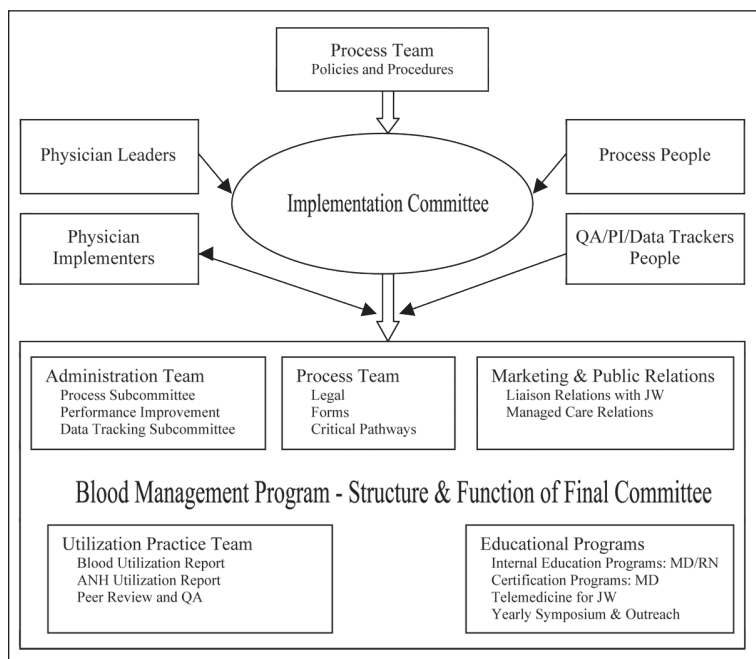 Process Team
Policies and Procedures
Physician Leaders
Process People
Implementation Committee
Physician
Implementers
QA/PI/Data Trackers
People
Administration Team
Process Subcommittee
Performance Improvement
Data Tracking Subcommittee
Process Team
Legal
Forms
Critical Pathways
Marketing & Public Relations
Liaison Relations with JW
Managed Care Relations
Blood Management Program - Structure & Function of Final Committee
Utilization Practice Team
Blood Utilization Report
ANH Utilization Report
Peer Review and QA
Educational Programs
Internal Education Programs: MD/RN
Certification Programs: MD
Telemedicine for JW
Yearly Symposium & Outreach